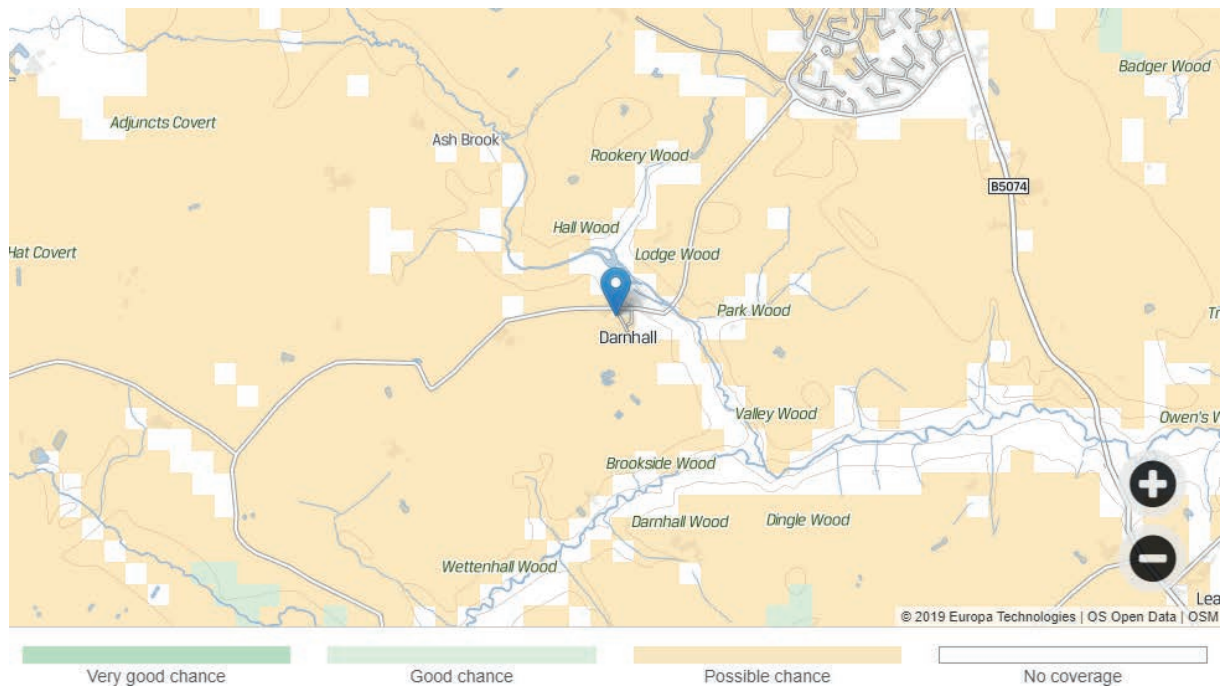 Badger Wood
Adjuncts Covert
Ash Brook
Rookery Wood
B5074
Hall Wood
Hat Covert
Lodge Wood
Park Wood
Tr
Darnhall
Valley Wood
Owen's W
Brookside Wood
+
Darnhall Wood
Dingle Wood
−
Wettenhall Wood
Lea
© 2019 Europa Technologies | OS Open Data | OSM
Very good chance
Good chance
Possible chance
No coverage